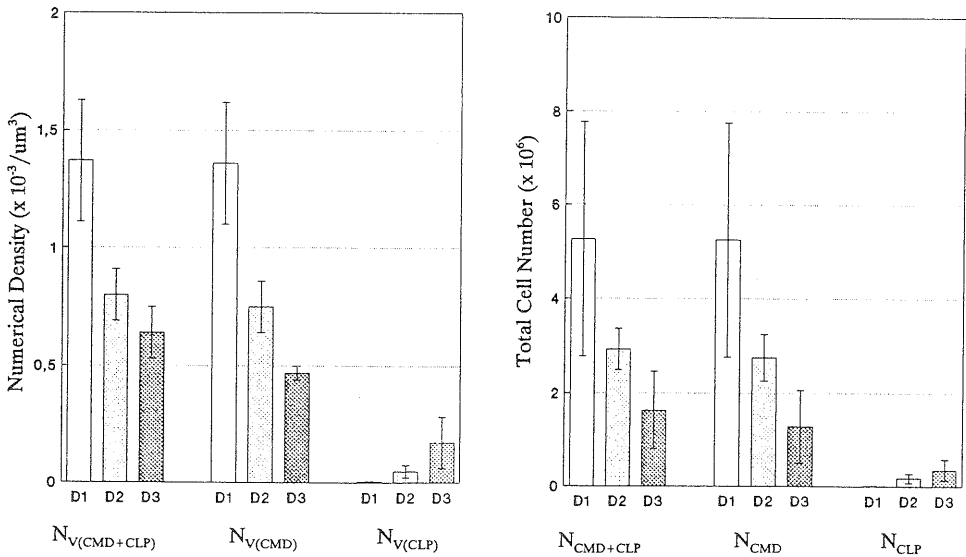 Numerical Density (x 10⁻³/um³)
2
1,5
1
0,5
0
D1 D2 D3 D1 D2 D3 D1 D2 D3
N_V(CMD+CLP) N_V(CMD) N_V(CLP)
Total Cell Number (x 10⁶)
10
8
6
4
2
0
D1 D2 D3 D1 D2 D3 D1 D2 D3
N_CMD+CLP N_CMD N_CLP